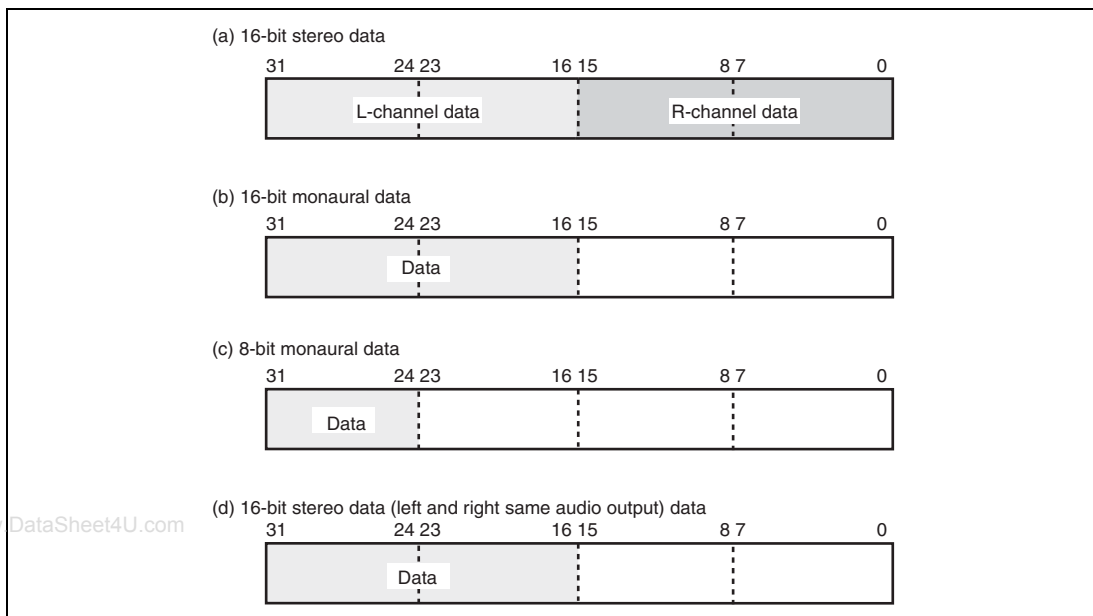 (a) 16-bit stereo data
31 24 23 16 15 8 7 0
L-channel data R-channel data
(b) 16-bit monaural data
31 24 23 16 15 8 7 0
Data
(c) 8-bit monaural data
31 24 23 16 15 8 7 0
Data
(d) 16-bit stereo data (left and right same audio output) data
DataSheet4U.com
31 24 23 16 15 8 7 0
Data